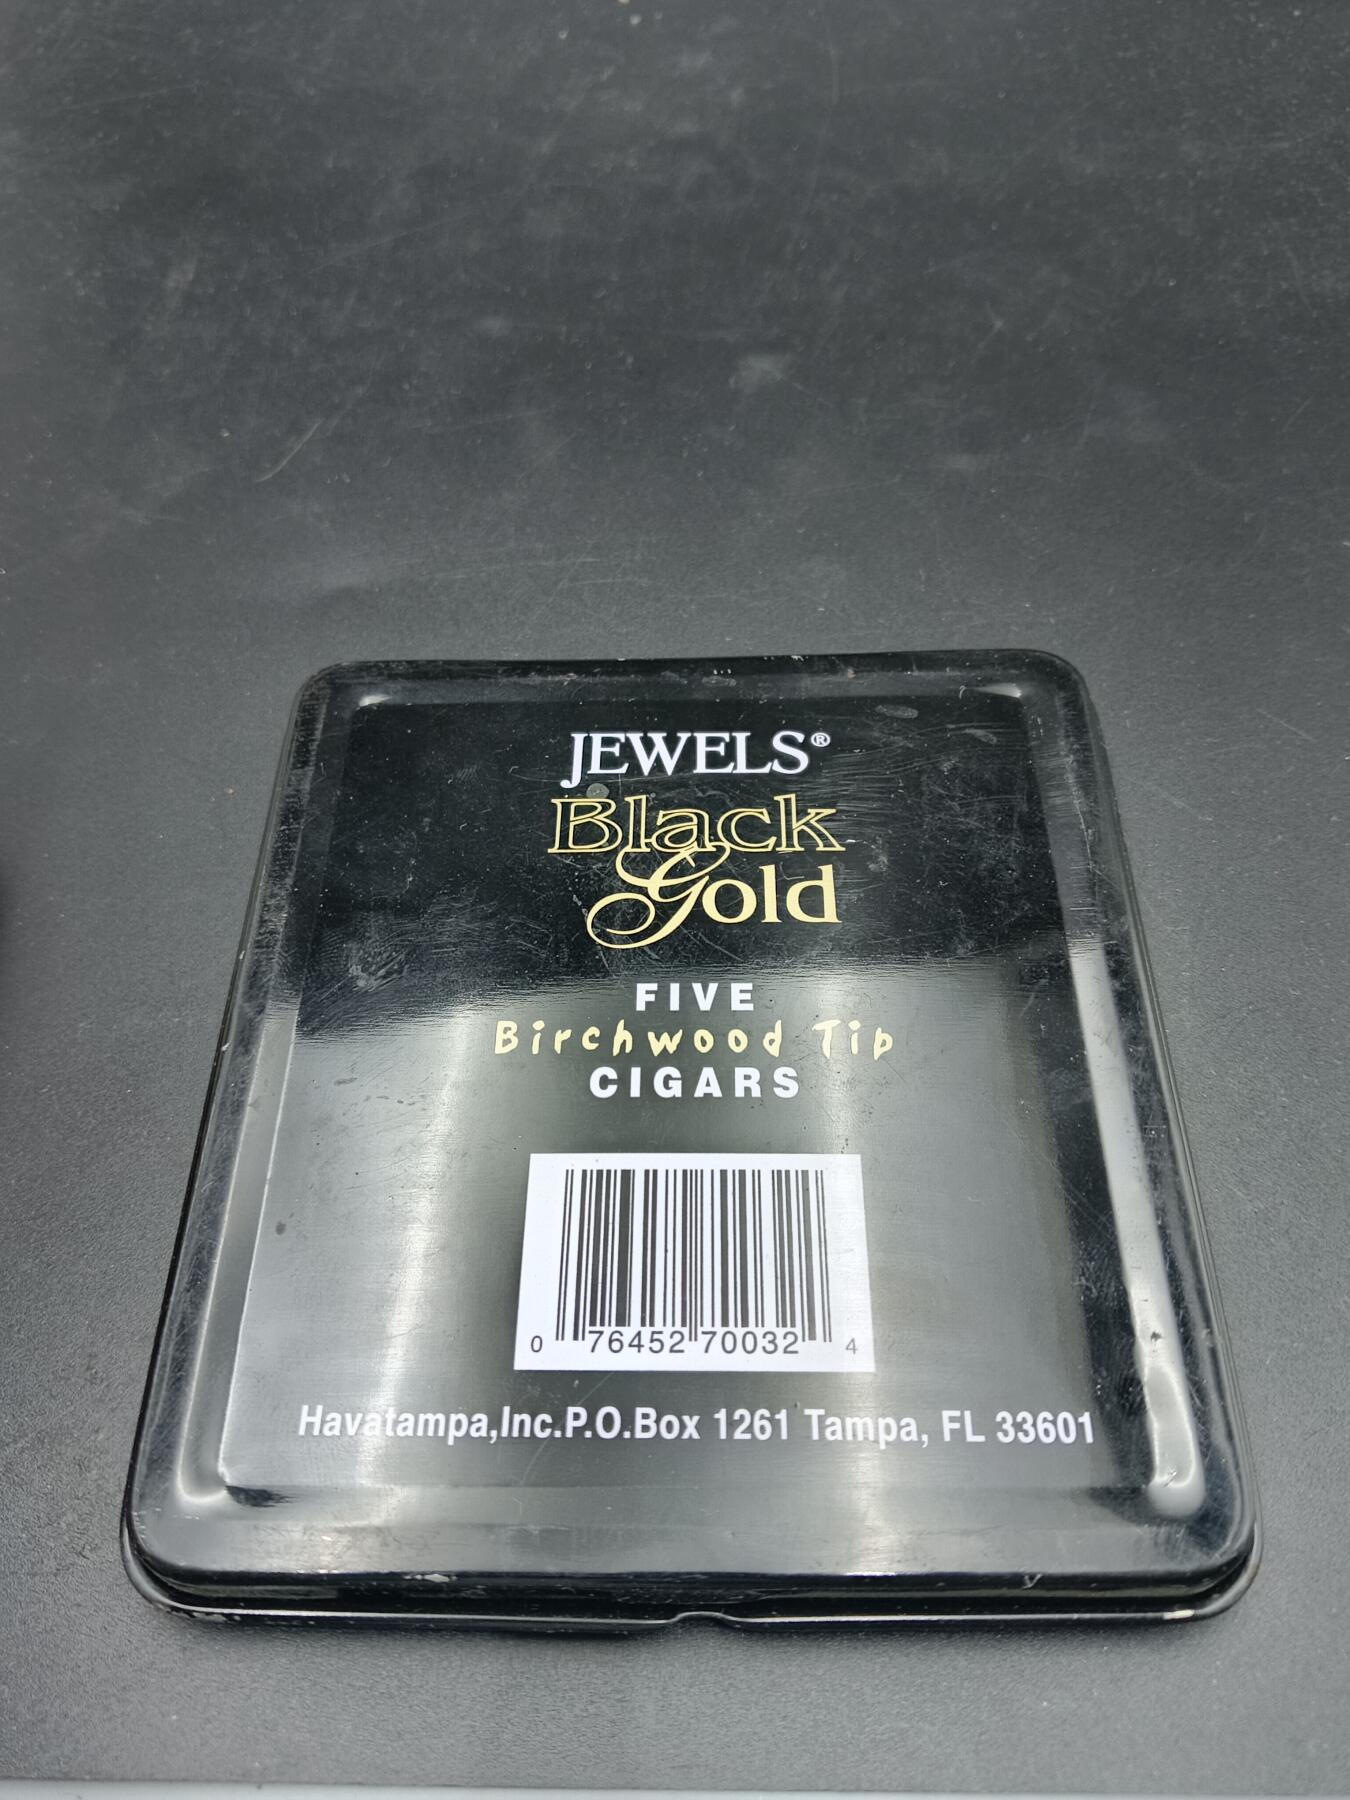 JEWELS®
Black
Gold
FIVE
Birchwood Tip
CIGARS
0 76452 70032 4
Havatampa,Inc.P.O.Box 1261 Tampa, FL 33601